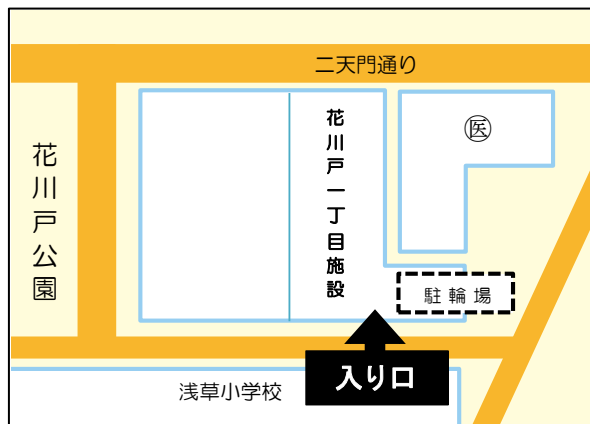 二天門通り
花川戸公園
花川戸一丁目施設
㊩
駐輪場
入り口
浅草小学校